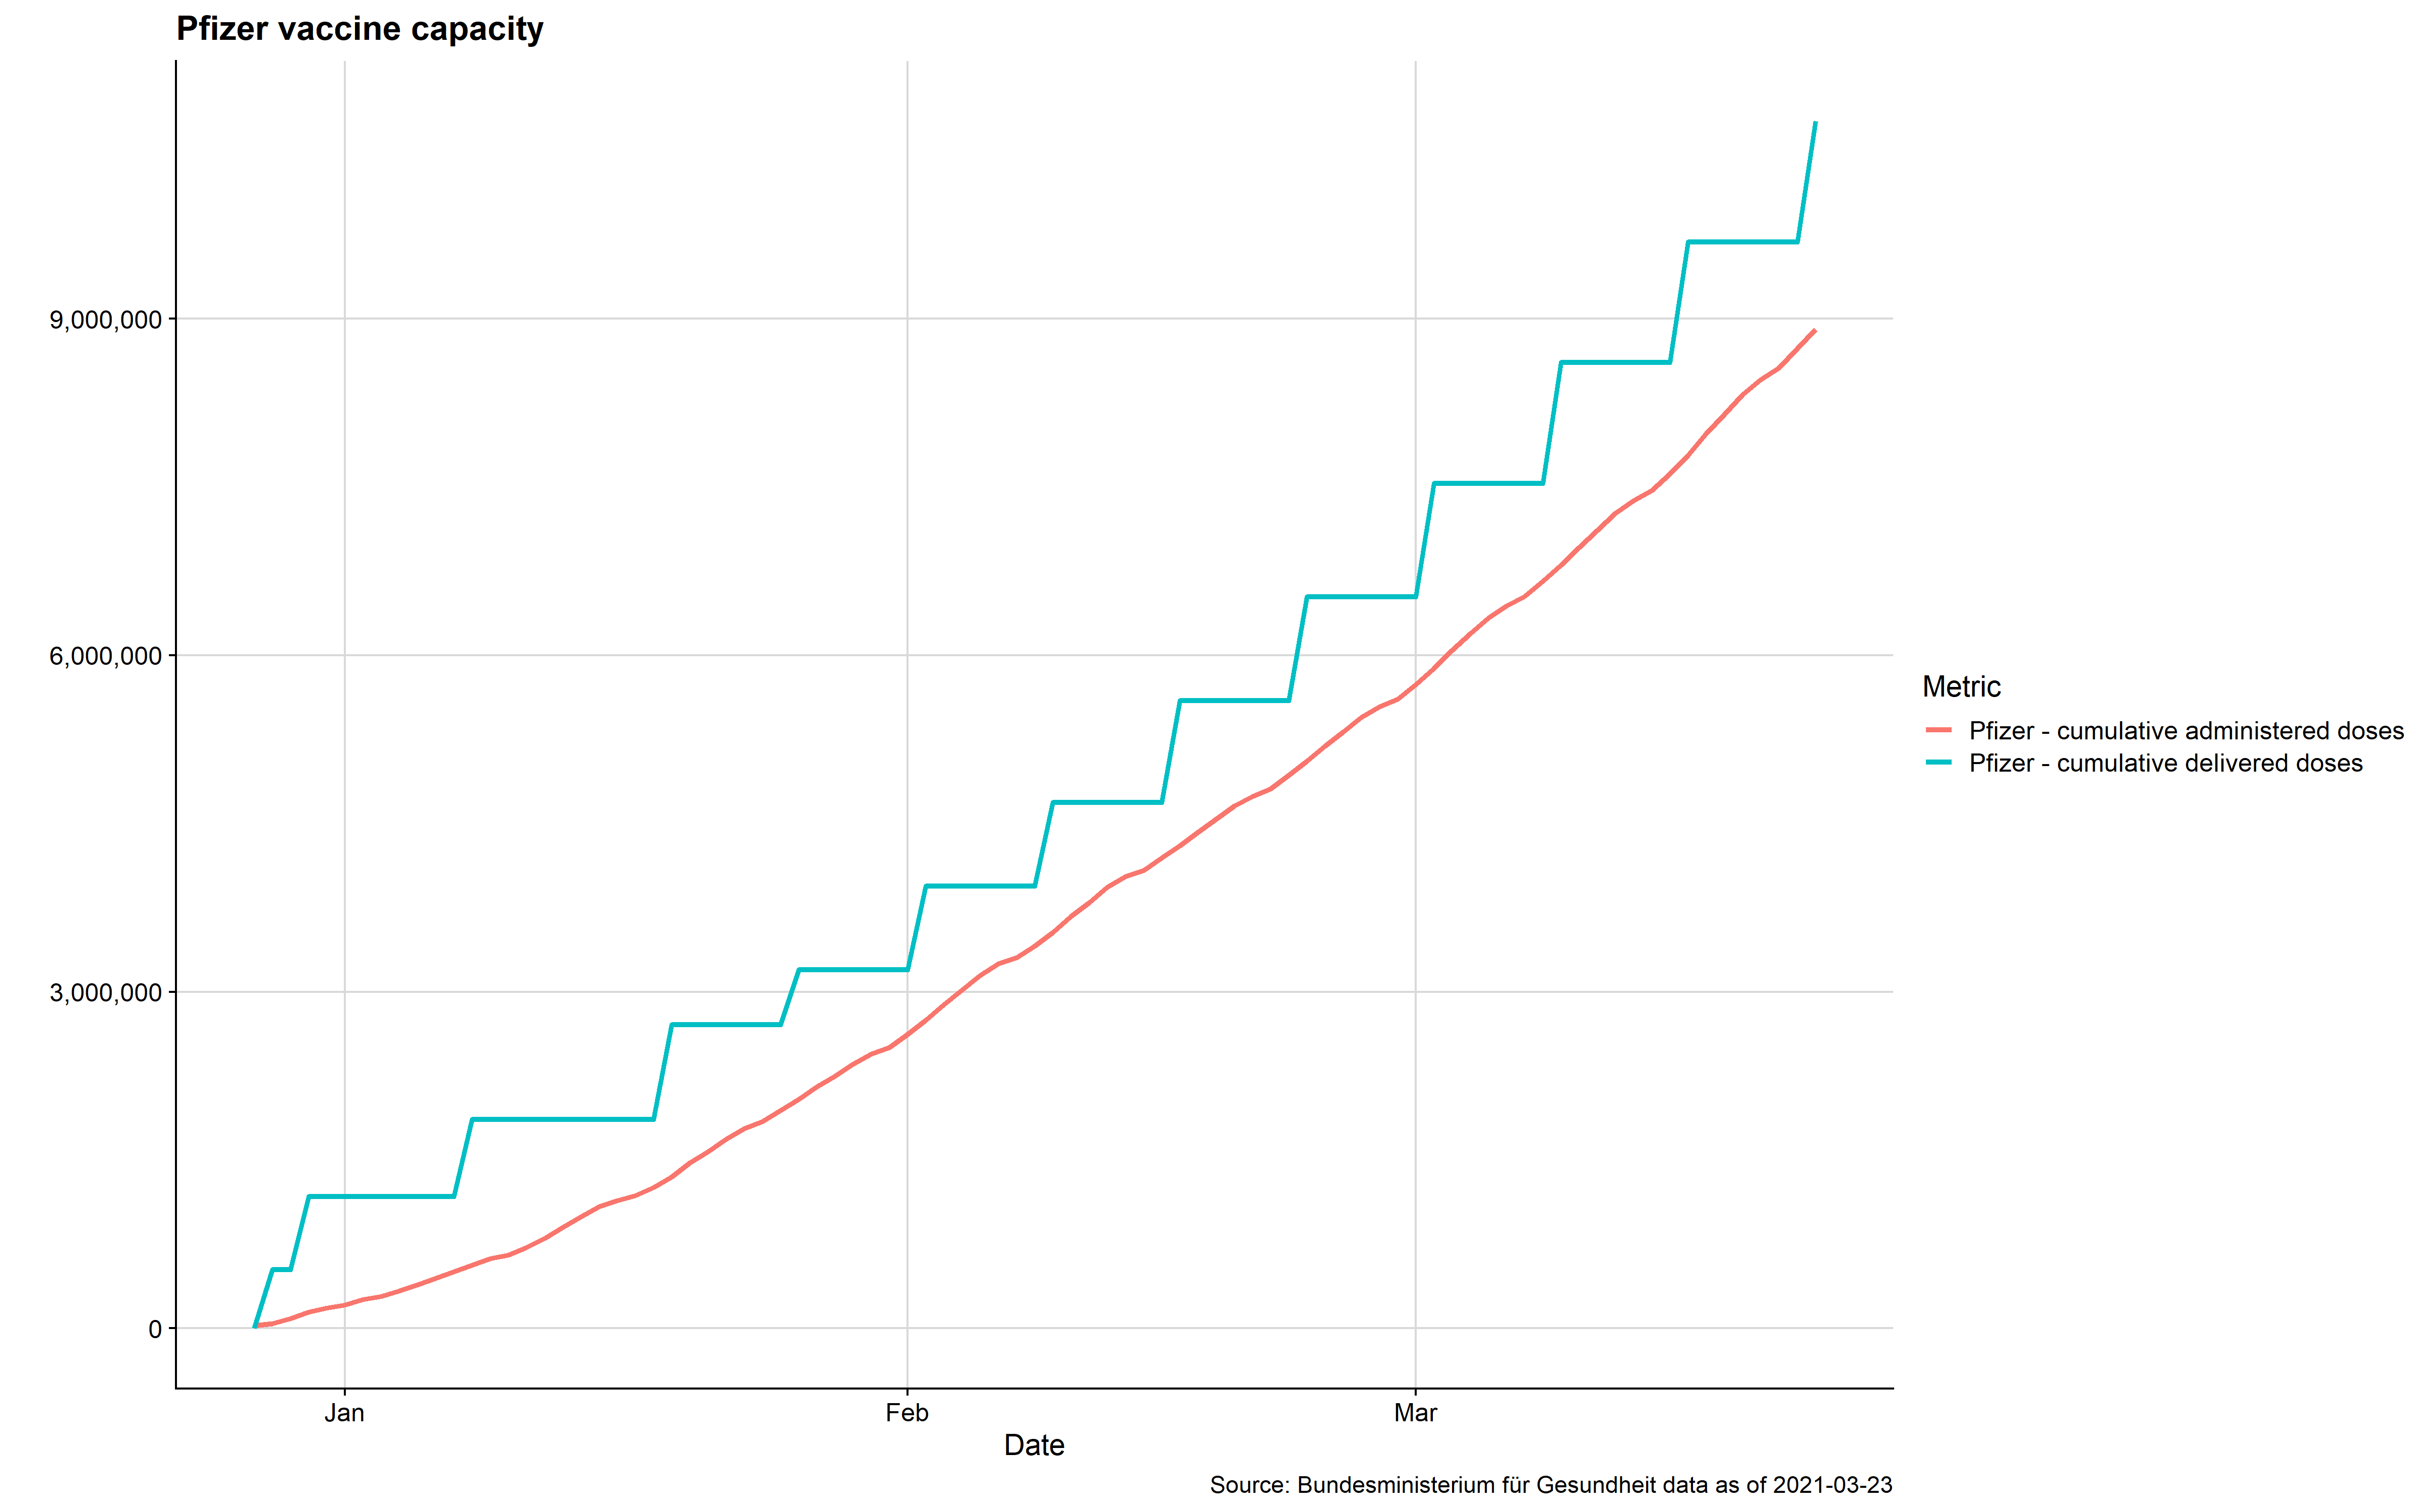 Pfizer vaccine capacity
9,000,000
6,000,000
3,000,000
0
Jan
Feb
Mar
Date
Metric
Pfizer - cumulative administered doses
Pfizer - cumulative delivered doses
Source: Bundesministerium für Gesundheit data as of 2021-03-23